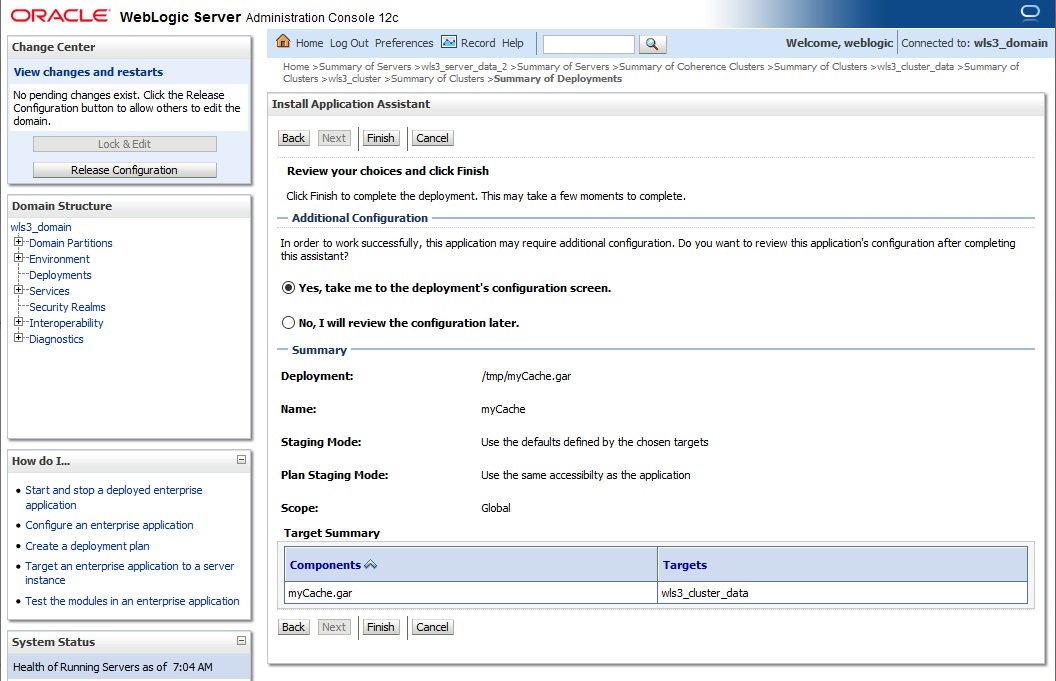 ORACLE WebLogic Server Administration Console 12c
Change Center
View changes and restarts
No pending changes exist. Click the Release
Configuration button to allow others to edit the
domain.
Lock & Edit
Release Configuration
Domain Structure
wls3_domain
Domain Partitions
Environment
Deployments
Services
Security Realms
Interoperability
Diagnostics
How do I...
Start and stop a deployed enterprise
application
Configure an enterprise application
Create a deployment plan
Target an enterprise application to a server
instance
Test the modules in an enterprise application
System Status
Health of Running Servers as of 7:04 AM
Home Log Out Preferences Record Help
Welcome, weblogic Connected to: wls3_domain
Home >Summary of Servers >wls3_server_data_2 >Summary of Servers >Summary of Coherence Clusters >Summary of Clusters >wls3_cluster_data >Summary of
Clusters >wls3_cluster >Summary of Clusters >Summary of Deployments
Install Application Assistant
Back Next Finish Cancel
Review your choices and click Finish
Click Finish to complete the deployment. This may take a few moments to complete.
Additional Configuration
In order to work successfully, this application may require additional configuration. Do you want to review this application's configuration after completing
this assistant?
Yes, take me to the deployment's configuration screen.
No, I will review the configuration later.
Summary
Deployment: /tmp/myCache.gar
Name: myCache
Staging Mode: Use the defaults defined by the chosen targets
Plan Staging Mode: Use the same accessibilty as the application
Scope: Global
Target Summary
Components Targets
myCache.gar wls3_cluster_data
Back Next Finish Cancel